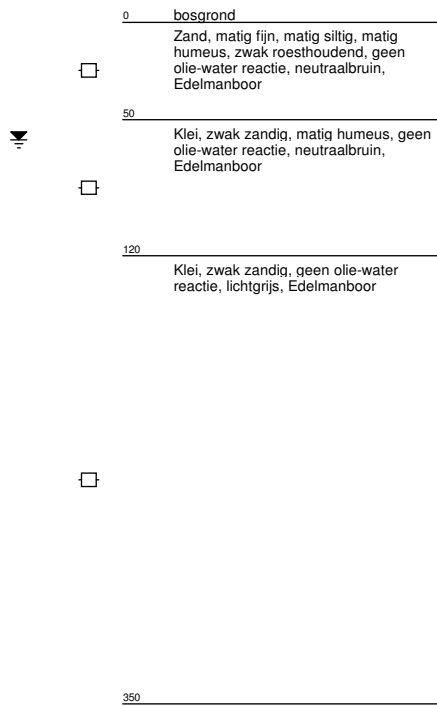 0 bosgrond
Zand, matig fijn, matig siltig, matig
humeus, zwak roesthoudend, geen
olie-water reactie, neutraalbruin,
Edelmanboor
50
Klei, zwak zandig, matig humeus, geen
olie-water reactie, neutraalbruin,
Edelmanboor
120
Klei, zwak zandig, geen olie-water
reactie, lichtgrijs, Edelmanboor
350